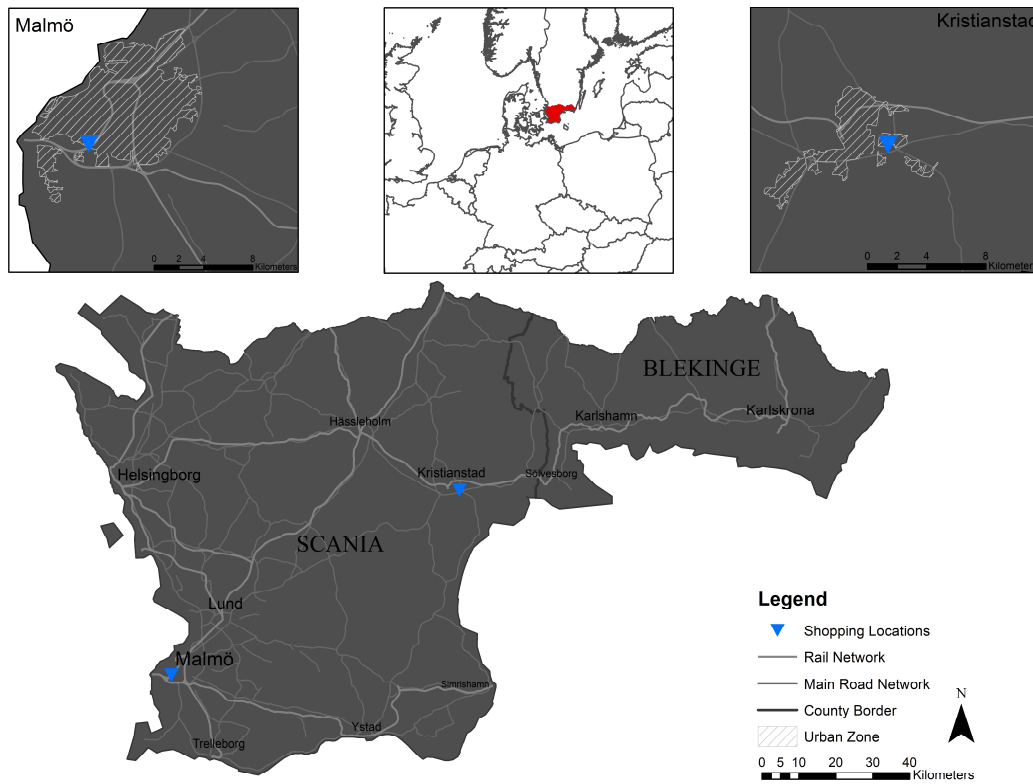 Malmö
Kristianstad
0 2 4 8
Kilometers
0 2 4 8
Kilometers
BLEKINGE
Karlshamn
Karlskrona
Hässleholm
Helsingborg
Kristianstad
Sölvesborg
SCANIA
Lund
Malmö
Simrishamn
Ystad
Trelleborg
Legend
Shopping Locations
Rail Network
Main Road Network
County Border
Urban Zone
N
0 5 10 20 30 40
Kilometers